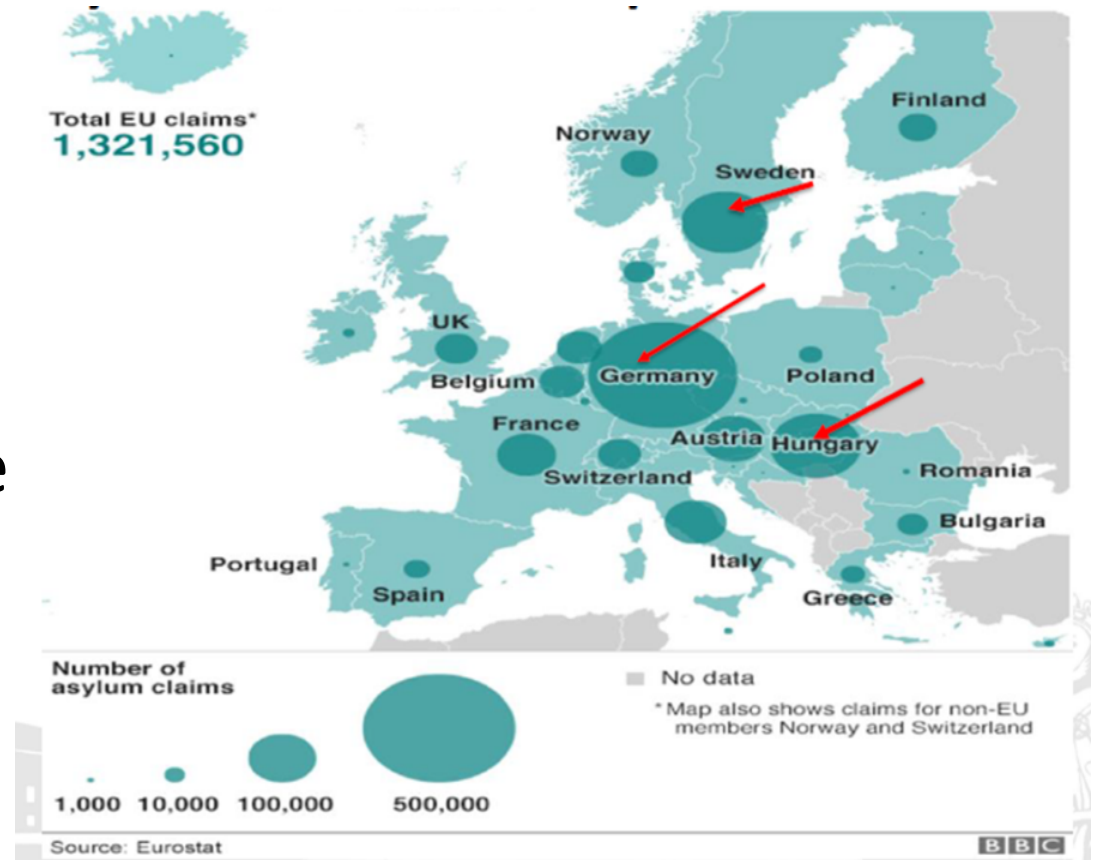 Total EU claims*
1,321,560
Finland
Norway
Sweden
UK
Belgium
Germany
Poland
France
Austria
Hungary
Switzerland
Romania
Bulgaria
Portugal
Italy
Spain
Greece
Number of
asylum claims
No data
*Map also shows claims for non-EU
members Norway and Switzerland
1,000 10,000 100,000 500,000
Source: Eurostat
BBC
e